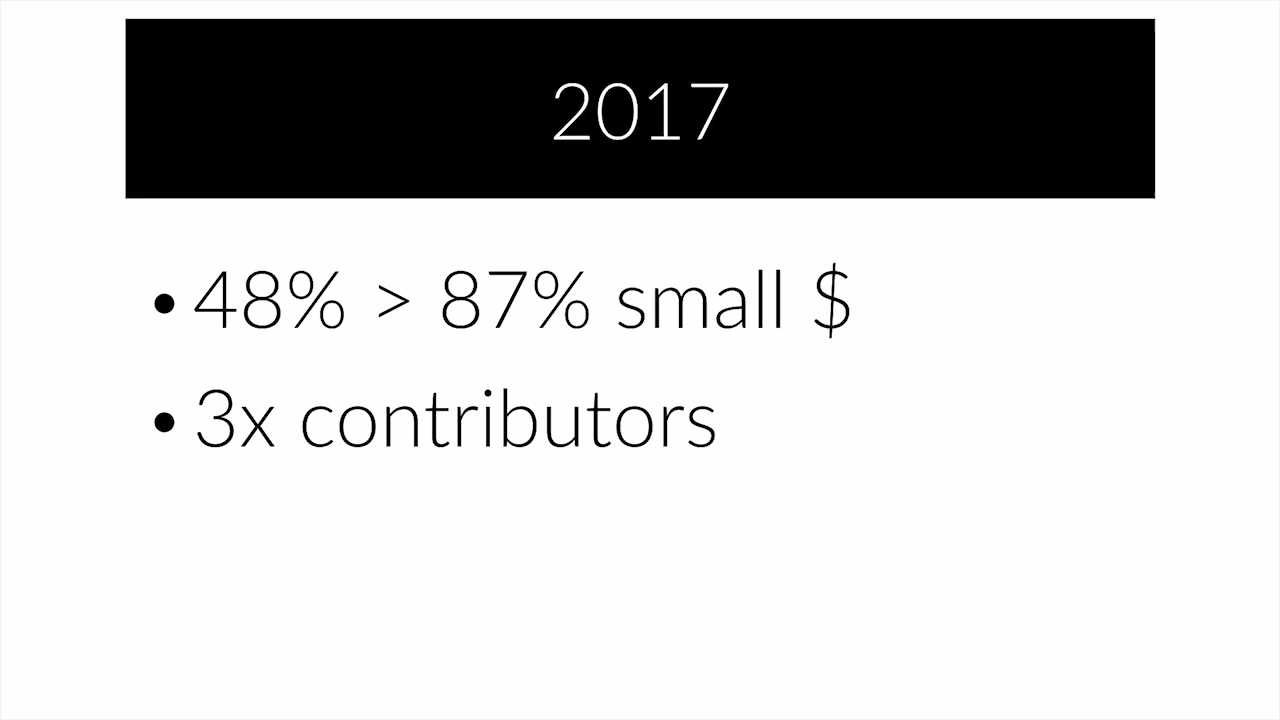 2017
• 48% > 87% small $
• 3x contributors